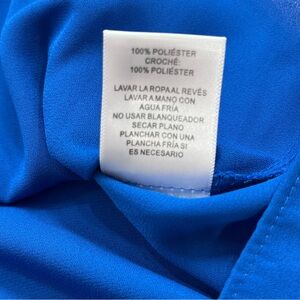 100% POLIÉSTER
CROCHÉ:
100% POLIÉSTER
LAVAR LA ROPA AL REVÉS
LAVAR A MANO CON
AGUA FRÍA
NO USAR BLANQUEADOR
SECAR PLANO
PLANCHAR CON UNA
PLANCHA FRÍA SI
ES NECESARIO